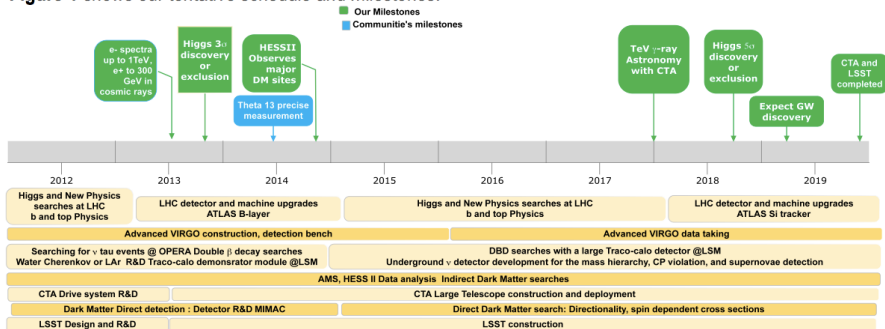 Figure 4 shows our tentative schedule and milestones.
Our Milestones
Communitie's milestones
e- spectra
up to 1TeV,
e+ to 300
GeV in
cosmic rays
Higgs 3σ
discovery
or
exclusion
HESSII
Observes
major
DM sites
Theta 13 precise
measurement
TeV γ-ray
Astronomy
with CTA
Higgs 5σ
discovery
or
exclusion
Expect GW
discovery
CTA and
LSST
completed
2012
2013
2014
2015
2016
2017
2018
2019
Higgs and New Physics
searches at LHC
b and top Physics
LHC detector and machine upgrades
ATLAS B-layer
Higgs and New Physics searches at LHC
b and top Physics
LHC detector and machine upgrades
ATLAS Si tracker
Advanced VIRGO construction, detection bench
Advanced VIRGO data taking
Searching for ν tau events @ OPERA Double β decay searches
Water Cherenkov or LAr R&D Traco-calo demonsrator module @LSM
DBD searches with a large Traco-calo detector @LSM
Underground ν detector development for the mass hierarchy, CP violation, and supernovae detection
AMS, HESS II Data analysis Indirect Dark Matter searches
CTA Drive system R&D
CTA Large Telescope construction and deployment
Dark Matter Direct detection : Detector R&D MIMAC
Direct Dark Matter search: Directionality, spin dependent cross sections
LSST Design and R&D
LSST construction